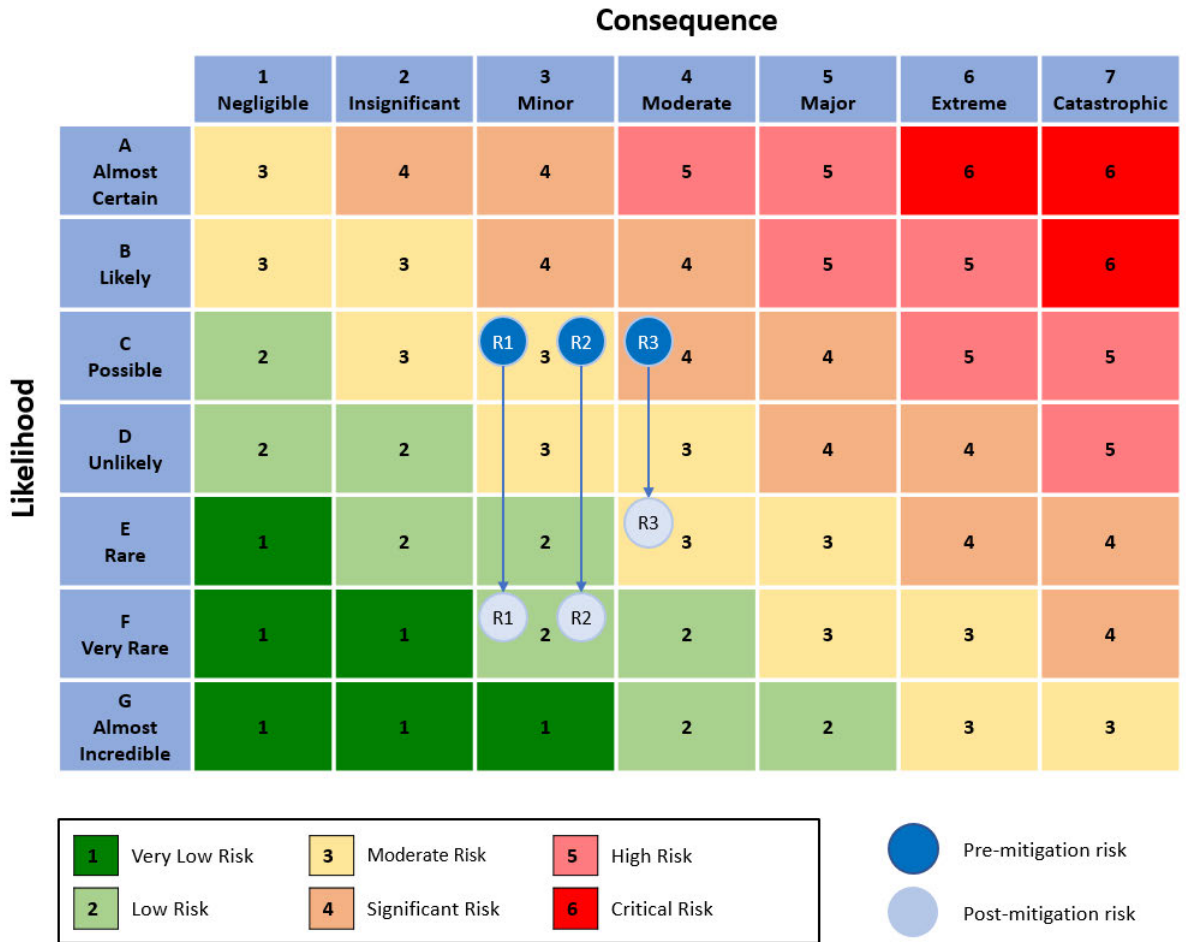 Consequence
1 2 3 4 5 6 7
Negligible Insignificant Minor Moderate Major Extreme Catastrophic
Likelihood
A
Almost
Certain
3 4 4 5 5 6 6
B
Likely
3 3 4 4 5 5 6
C
Possible
2 3 R1 3 R2 R3 4 4 5 5
D
Unlikely
2 2 3 3 4 4 5
E
Rare
1 2 2 R3 3 3 4 4
F
Very Rare
1 1 R1 2 R2 2 3 3 4
G
Almost
Incredible
1 1 1 2 2 3 3
1 Very Low Risk 3 Moderate Risk 5 High Risk
2 Low Risk 4 Significant Risk 6 Critical Risk
Pre-mitigation risk
Post-mitigation risk